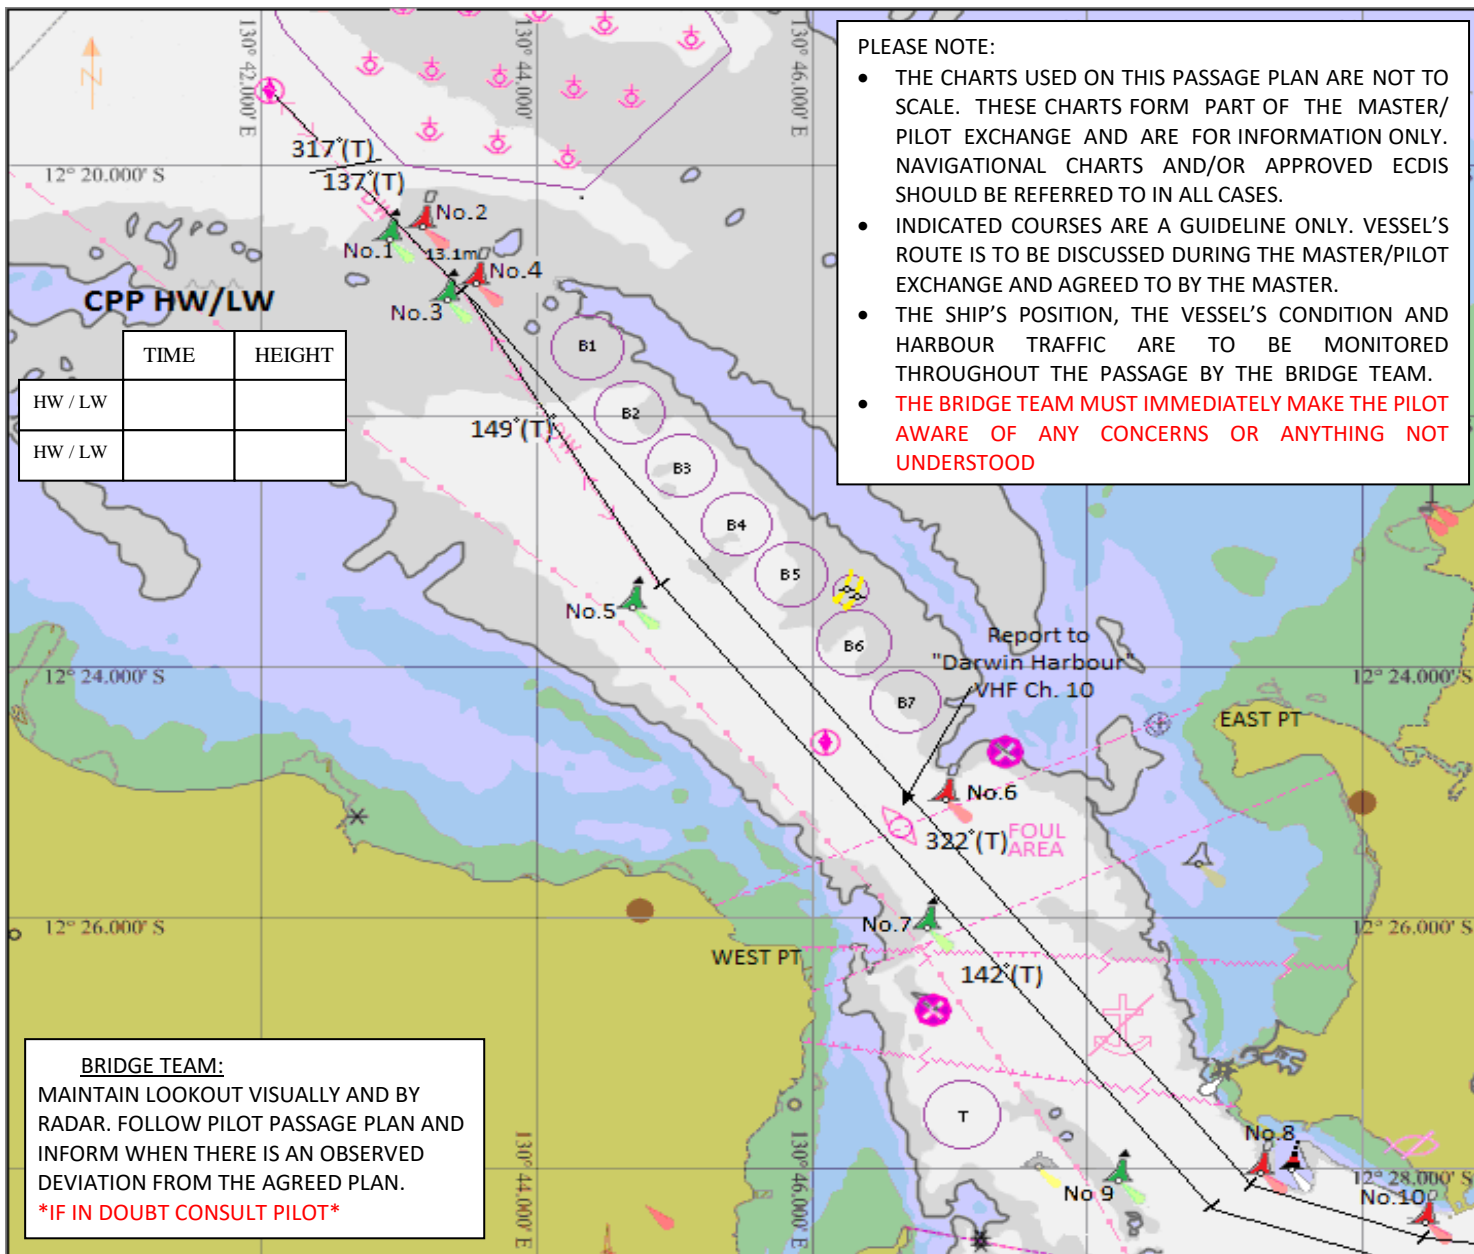 130° 42.000' E
130° 44.000' E
130° 46.000' E
N
PLEASE NOTE:
• THE CHARTS USED ON THIS PASSAGE PLAN ARE NOT TO
SCALE. THESE CHARTS FORM PART OF THE MASTER/
PILOT EXCHANGE AND ARE FOR INFORMATION ONLY.
NAVIGATIONAL CHARTS AND/OR APPROVED ECDIS
SHOULD BE REFERRED TO IN ALL CASES.
• INDICATED COURSES ARE A GUIDELINE ONLY. VESSEL'S
ROUTE IS TO BE DISCUSSED DURING THE MASTER/PILOT
EXCHANGE AND AGREED TO BY THE MASTER.
• THE SHIP'S POSITION, THE VESSEL'S CONDITION AND
HARBOUR TRAFFIC ARE TO BE MONITORED
THROUGHOUT THE PASSAGE BY THE BRIDGE TEAM.
• THE BRIDGE TEAM MUST IMMEDIATELY MAKE THE PILOT
AWARE OF ANY CONCERNS OR ANYTHING NOT
UNDERSTOOD
317°(T)
12° 20.000' S
137°(T)
DW
No.2
No.1
13.1m
No.4
No.3
CPP HW/LW
TIME HEIGHT
HW / LW
HW / LW
B1
B2
149°(T)
DW
B3
B4
B5
No.5
B6
Report to
"Darwin Harbour"
VHF Ch. 10
12° 24.000' S
12° 24.000' S
B7
EAST PT
No.6
322°(T)
FOUL
AREA
No.7
12° 26.000' S
12° 26.000' S
WEST PT
142°(T)
BRIDGE TEAM:
MAINTAIN LOOKOUT VISUALLY AND BY
RADAR. FOLLOW PILOT PASSAGE PLAN AND
INFORM WHEN THERE IS AN OBSERVED
DEVIATION FROM THE AGREED PLAN.
*IF IN DOUBT CONSULT PILOT*
T
No.8
No 9
12° 28.000' S
No.10
130° 44.000' E
130° 46.000' E